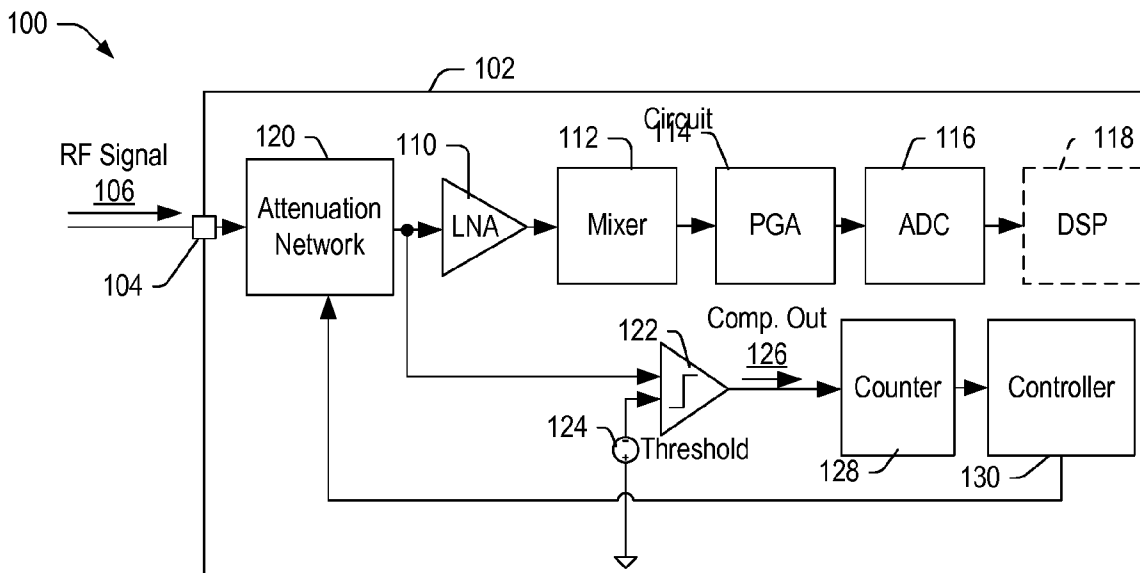 100
102
Circuit
RF Signal
106
104
120
Attenuation
Network
110
LNA
112
Mixer
114
PGA
116
ADC
118
DSP
122
Comp. Out
126
124
-
+
Threshold
Counter
128
Controller
130